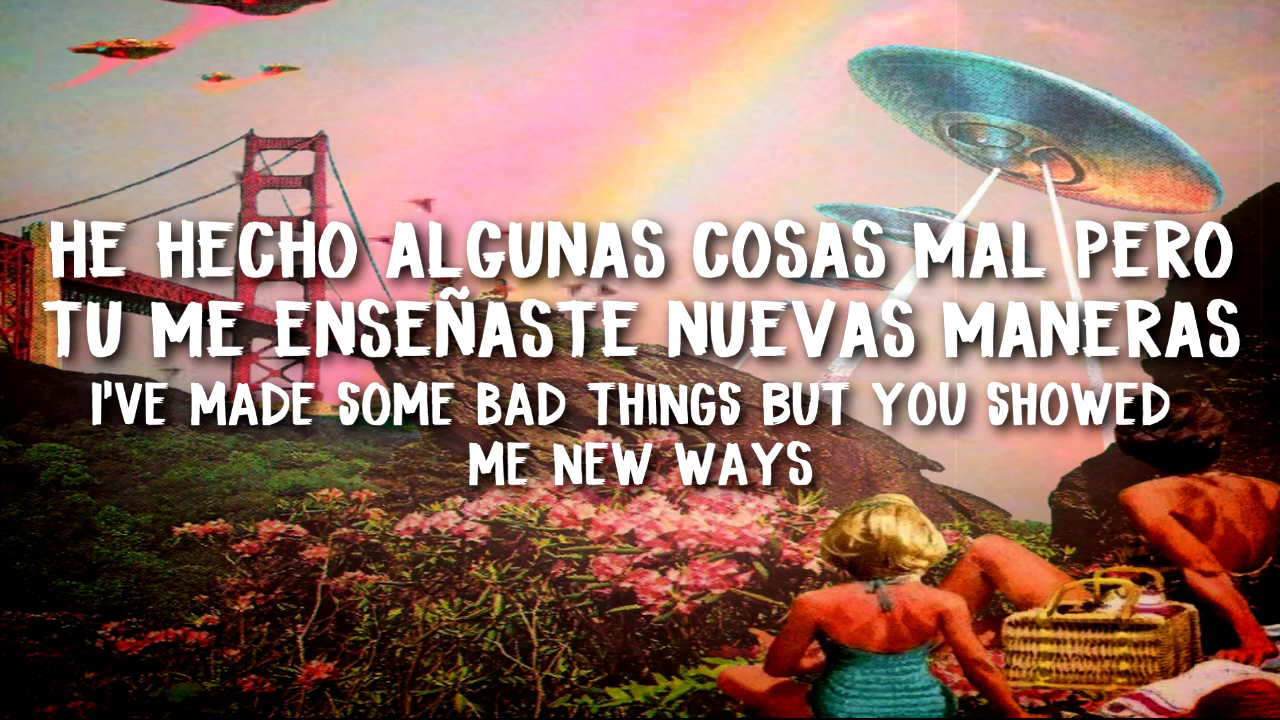 HE HECHO ALGUNAS COSAS MAL PERO
TU ME ENSEÑASTE NUEVAS MANERAS
I'VE MADE SOME BAD THINGS BUT YOU SHOWED
ME NEW WAYS